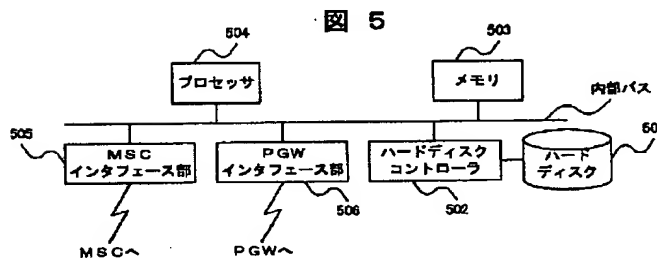 図 5
504
プロセッサ
503
メモリ
内部バス
505
MSC
インタフェース部
PGW
インタフェース部
506
ハードディスク
コントローラ
502
50
ハード
ディスク
MSCへ
PGWへ